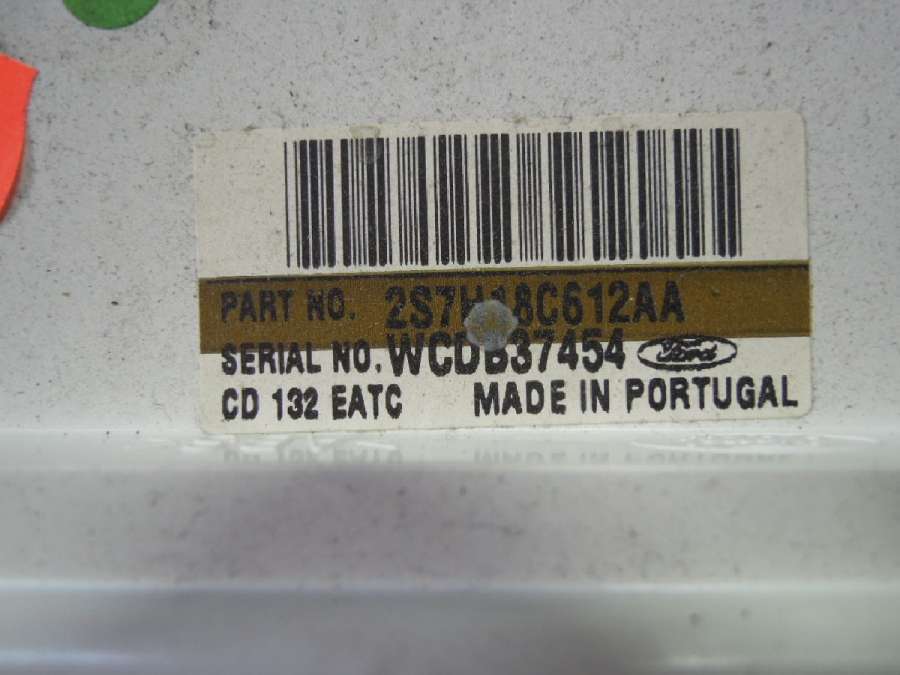 PART NO. 2S7H18C612AA
SERIAL NO. WCDB37454 Ford
CD 132 EATC MADE IN PORTUGAL